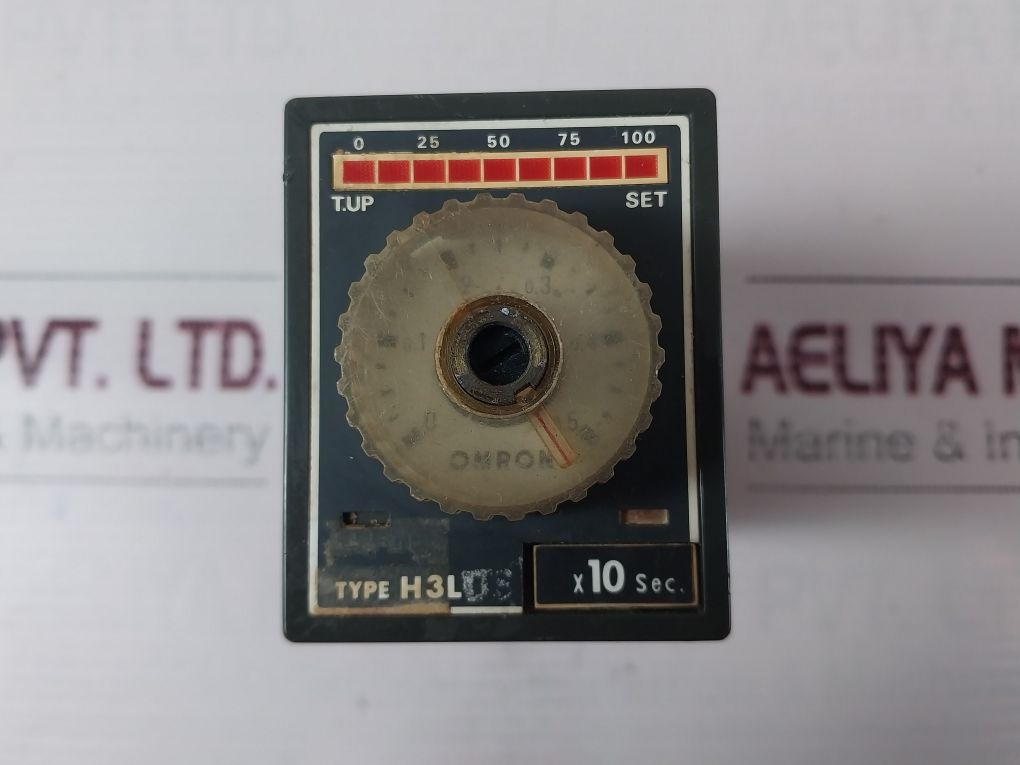 0 25 50 75 100
T.UP SET
0.3
OMRON
PVT. LTD. AELIYA M
& Machinery Marine & In
TYPE H3L
x10 Sec.